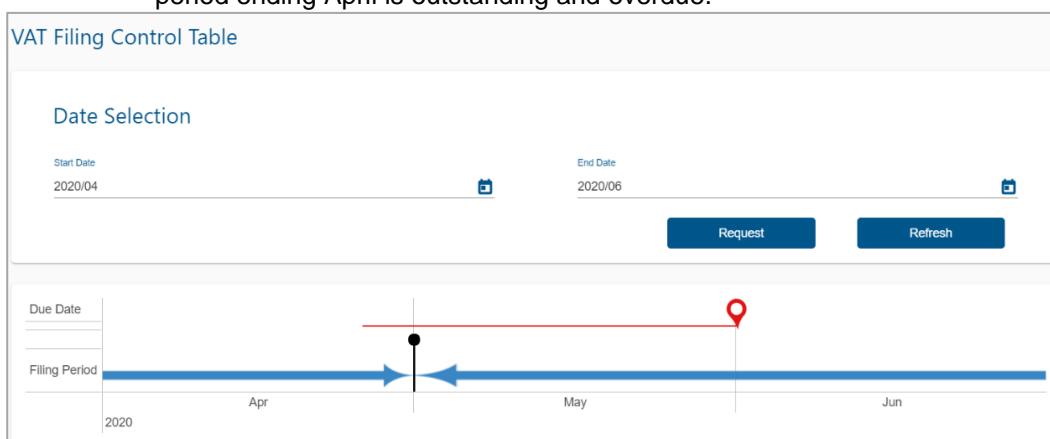 period ending April is outstanding and overdue.
VAT Filing Control Table
Date Selection
Start Date
End Date
2020/04
2020/06
Request
Refresh
Due Date
Filing Period
Apr
May
Jun
2020